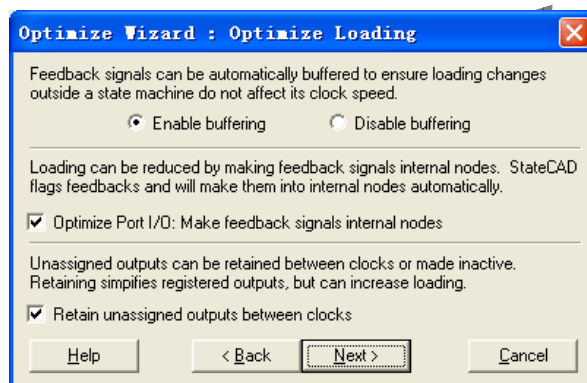 Optimize Wizard : Optimize Loading
Feedback signals can be automatically buffered to ensure loading changes
outside a state machine do not affect its clock speed.
Enable buffering
Disable buffering
Loading can be reduced by making feedback signals internal nodes. StateCAD
flags feedbacks and will make them into internal nodes automatically.
Optimize Port I/O: Make feedback signals internal nodes
Unassigned outputs can be retained between clocks or made inactive.
Retaining simpifies registered outputs, but can increase loading.
Retain unassigned outputs between clocks
Help
< Back
Next >
Cancel